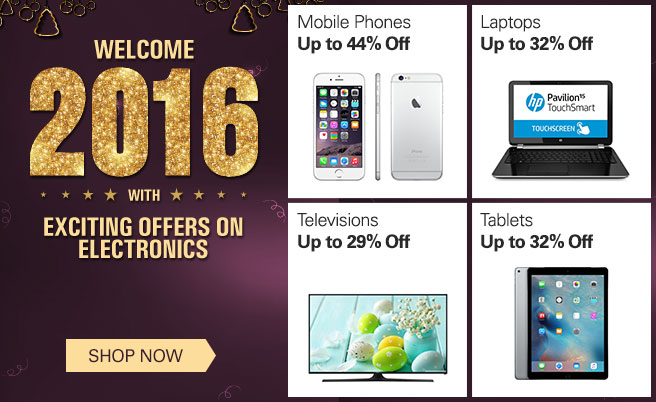 WELCOME
2016
WITH
EXCITING OFFERS ON
ELECTRONICS
SHOP NOW
Mobile Phones
Up to 44% Off
Laptops
Up to 32% Off
hp
Pavilion15
TouchSmart
TOUCHSCREEN
Televisions
Up to 29% Off
Tablets
Up to 32% Off